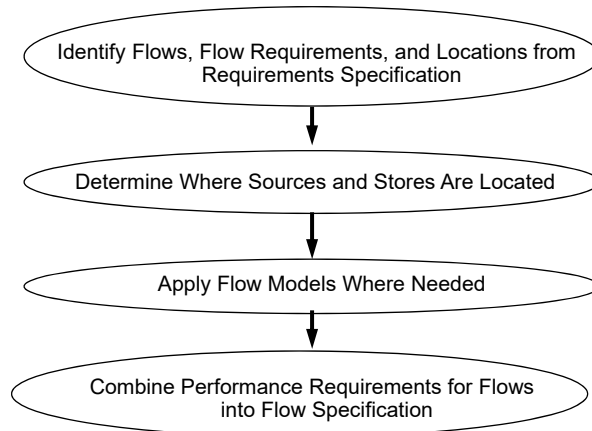 Identify Flows, Flow Requirements, and Locations from
Requirements Specification
Determine Where Sources and Stores Are Located
Apply Flow Models Where Needed
Combine Performance Requirements for Flows
into Flow Specification